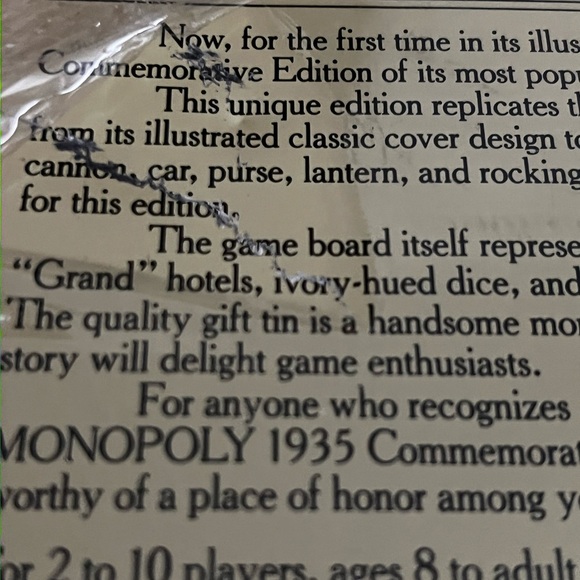 Now, for the first time in its illus
Commemorative Edition of its most pop
This unique edition replicates t
from its illustrated classic cover design to
cannon, car, purse, lantern, and rocking
for this edition.
The game board itself represe
"Grand" hotels, ivory-hued dice, and
The quality gift tin is a handsome mo
story will delight game enthusiasts.
For anyone who recognizes
MONOPOLY 1935 Commemorat
worthy of a place of honor among y
or 2 to 10 players, ages 8 to adult